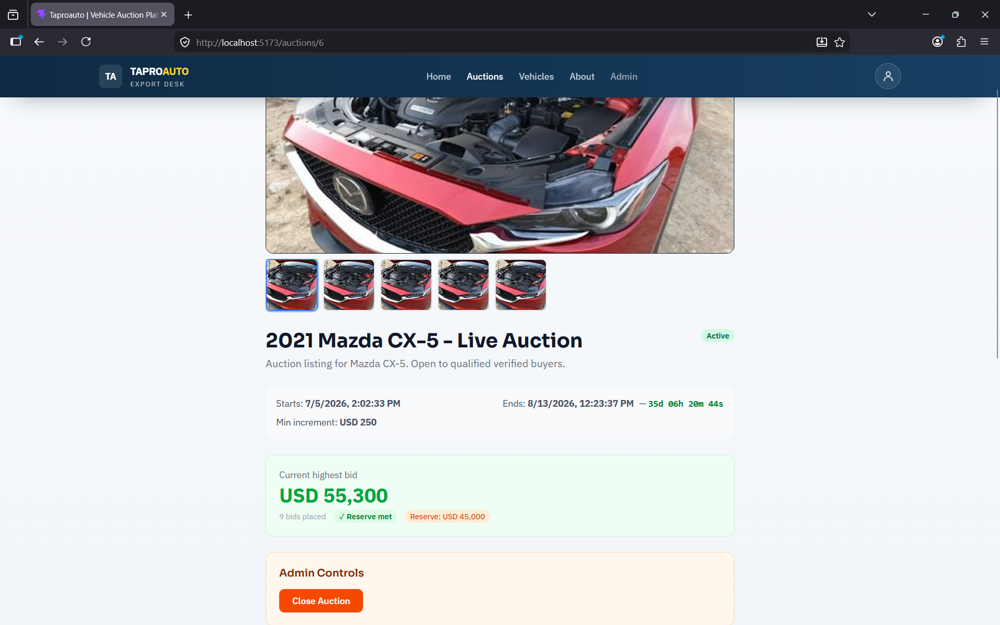 Taproauto | Vehicle Auction Plat
http://localhost:5173/auctions/6
TA
TAPROAUTO
EXPORT DESK
Home
Auctions
Vehicles
About
Admin
2021 Mazda CX-5 – Live Auction
Active
Auction listing for Mazda CX-5. Open to qualified verified buyers.
Starts: 7/5/2026, 2:02:33 PM
Ends: 8/13/2026, 12:23:37 PM — 35d 06h 20m 44s
Min increment: USD 250
Current highest bid
USD 55,300
9 bids placed
✓ Reserve met
Reserve: USD 45,000
Admin Controls
Close Auction